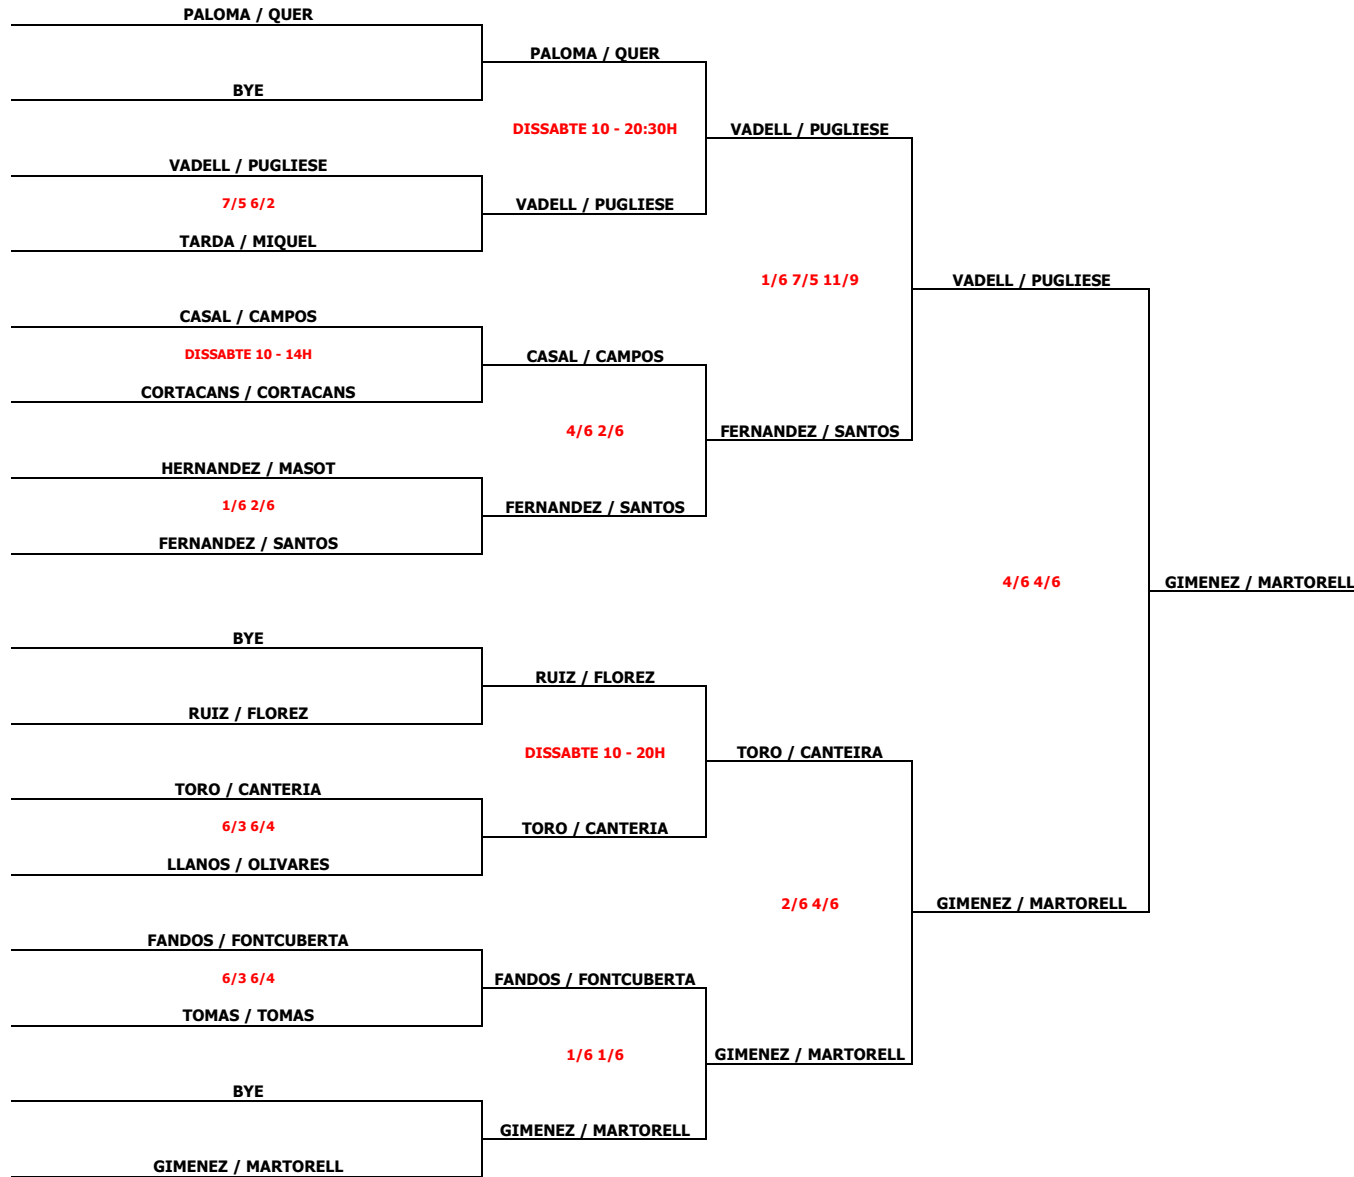 PALOMA / QUER
PALOMA / QUER
BYE
DISSABTE 10 - 20:30H
VADELL / PUGLIESE
VADELL / PUGLIESE
7/5 6/2
VADELL / PUGLIESE
TARDA / MIQUEL
1/6 7/5 11/9
VADELL / PUGLIESE
CASAL / CAMPOS
DISSABTE 10 - 14H
CASAL / CAMPOS
CORTACANS / CORTACANS
4/6 2/6
FERNANDEZ / SANTOS
HERNANDEZ / MASOT
1/6 2/6
FERNANDEZ / SANTOS
FERNANDEZ / SANTOS
4/6 4/6
GIMENEZ / MARTORELL
BYE
RUIZ / FLOREZ
RUIZ / FLOREZ
DISSABTE 10 - 20H
TORO / CANTEIRA
TORO / CANTERIA
6/3 6/4
TORO / CANTERIA
LLANOS / OLIVARES
2/6 4/6
GIMENEZ / MARTORELL
FANDOS / FONTCUBERTA
6/3 6/4
FANDOS / FONTCUBERTA
TOMAS / TOMAS
1/6 1/6
GIMENEZ / MARTORELL
BYE
GIMENEZ / MARTORELL
GIMENEZ / MARTORELL